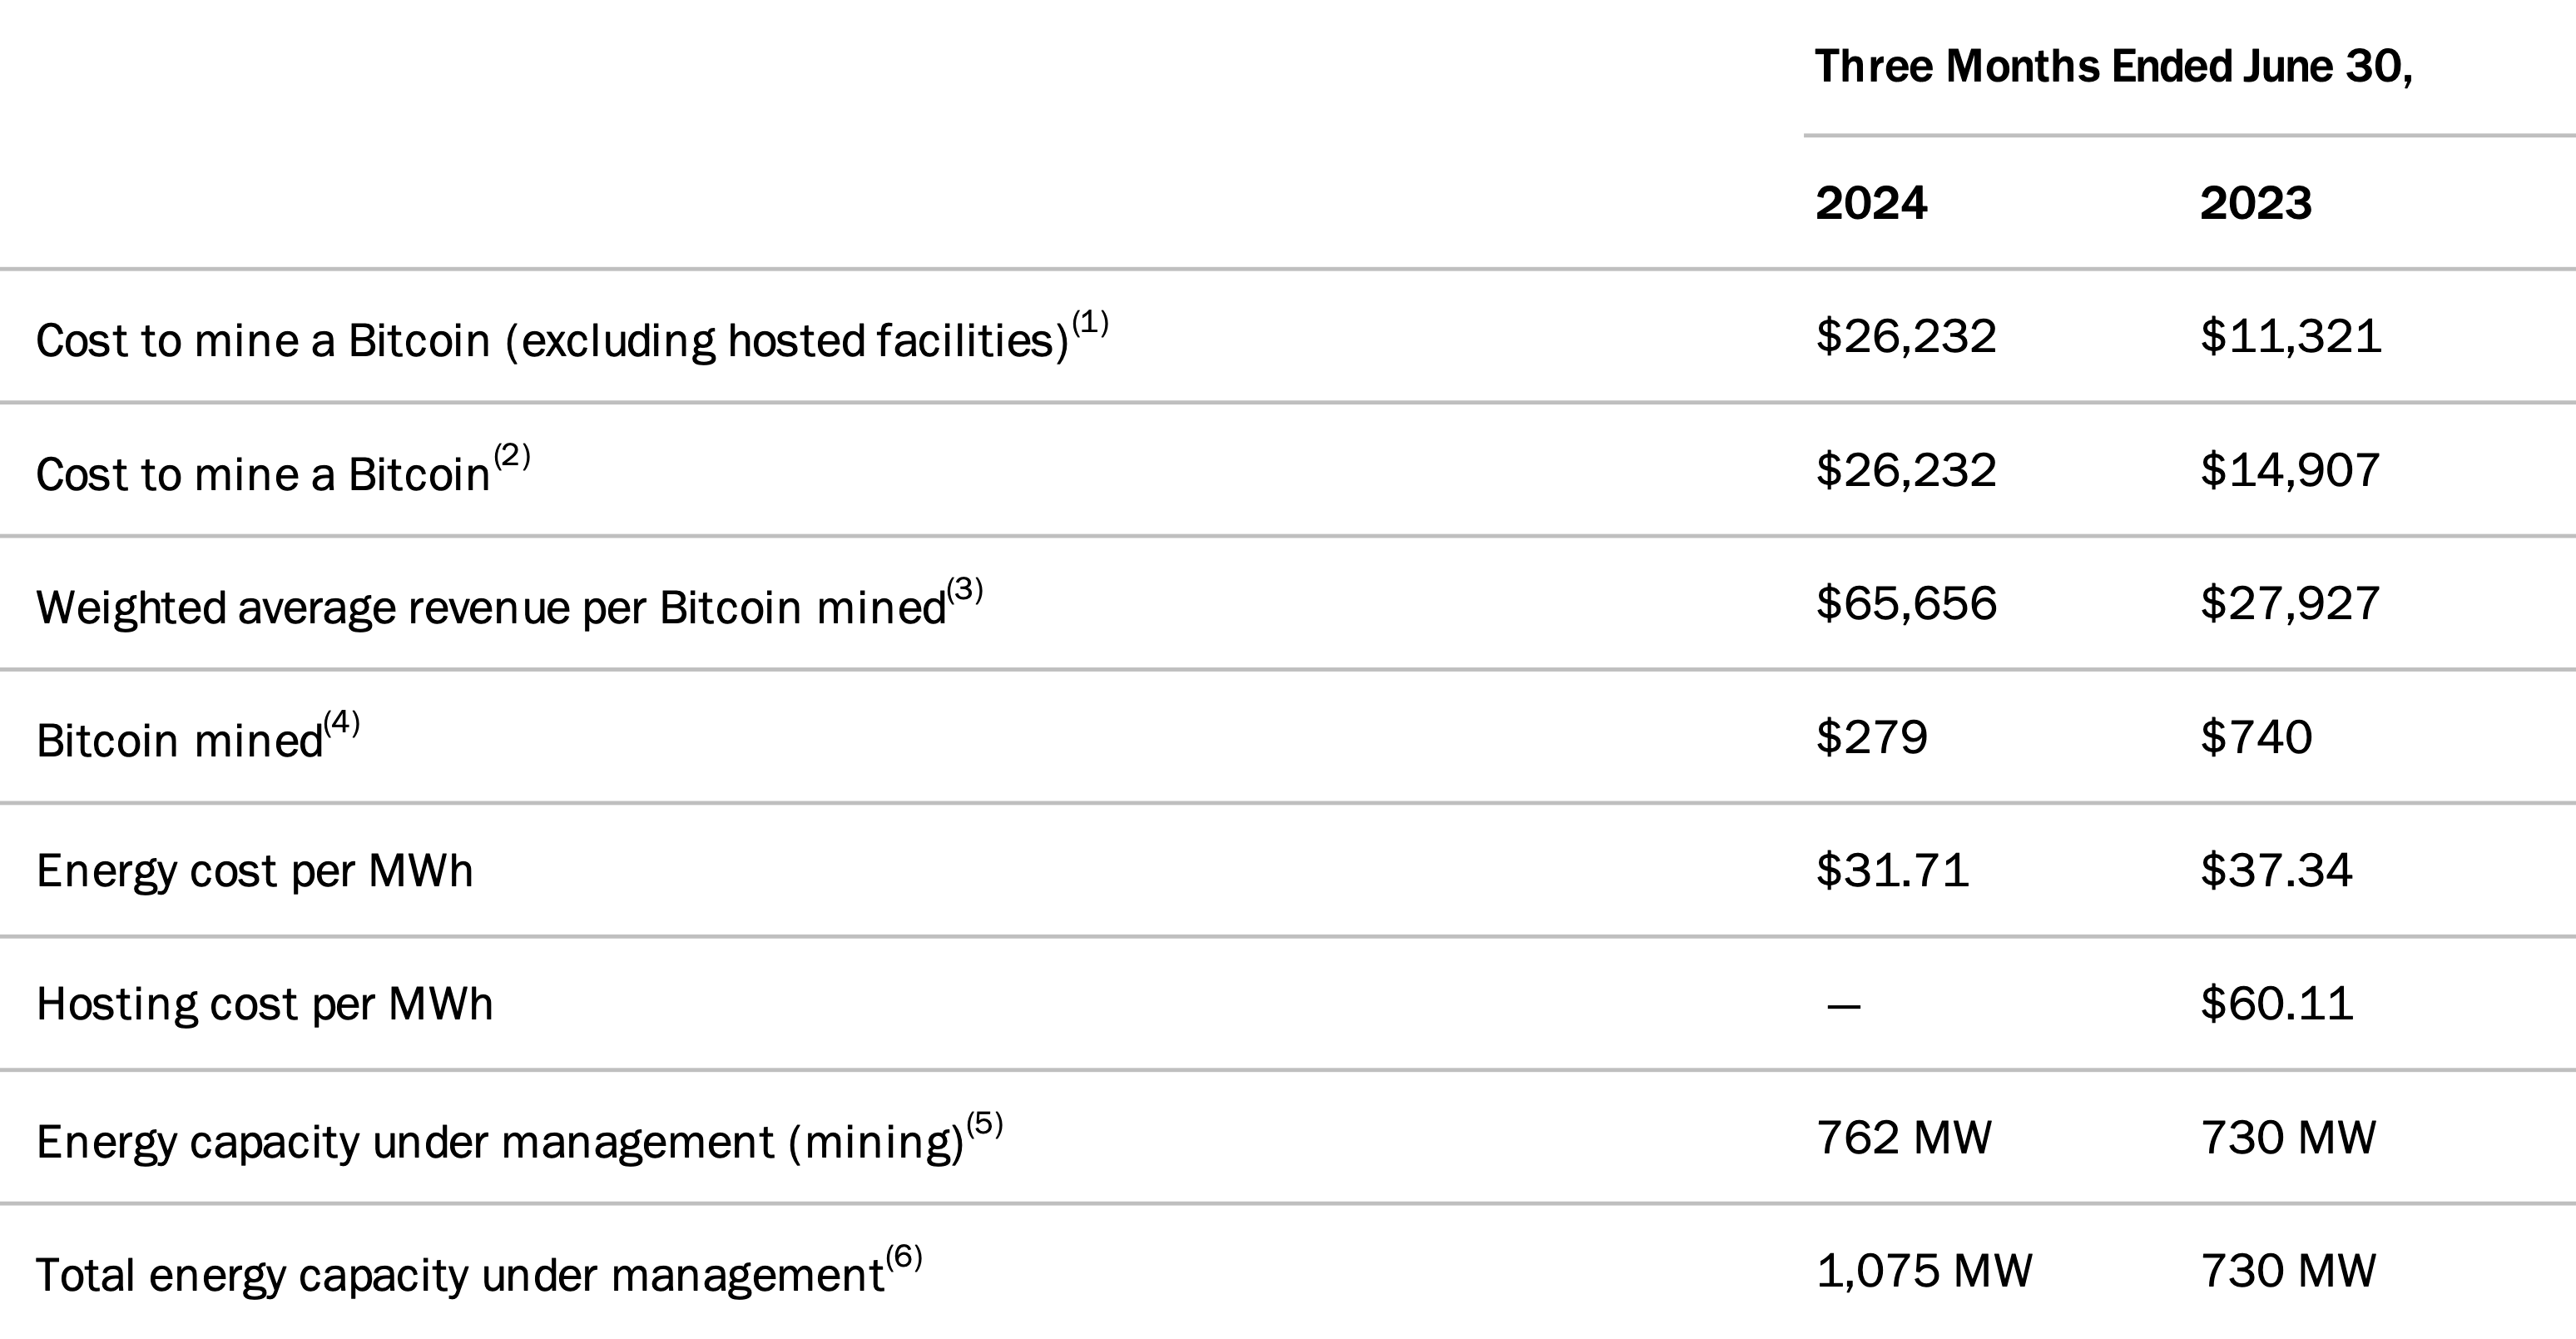 Three Months Ended June 30,
2024 2023
Cost to mine a Bitcoin (excluding hosted facilities)(1) $26,232 $11,321
Cost to mine a Bitcoin(2) $26,232 $14,907
Weighted average revenue per Bitcoin mined(3) $65,656 $27,927
Bitcoin mined(4) $279 $740
Energy cost per MWh $31.71 $37.34
Hosting cost per MWh — $60.11
Energy capacity under management (mining)(5) 762 MW 730 MW
Total energy capacity under management(6) 1,075 MW 730 MW